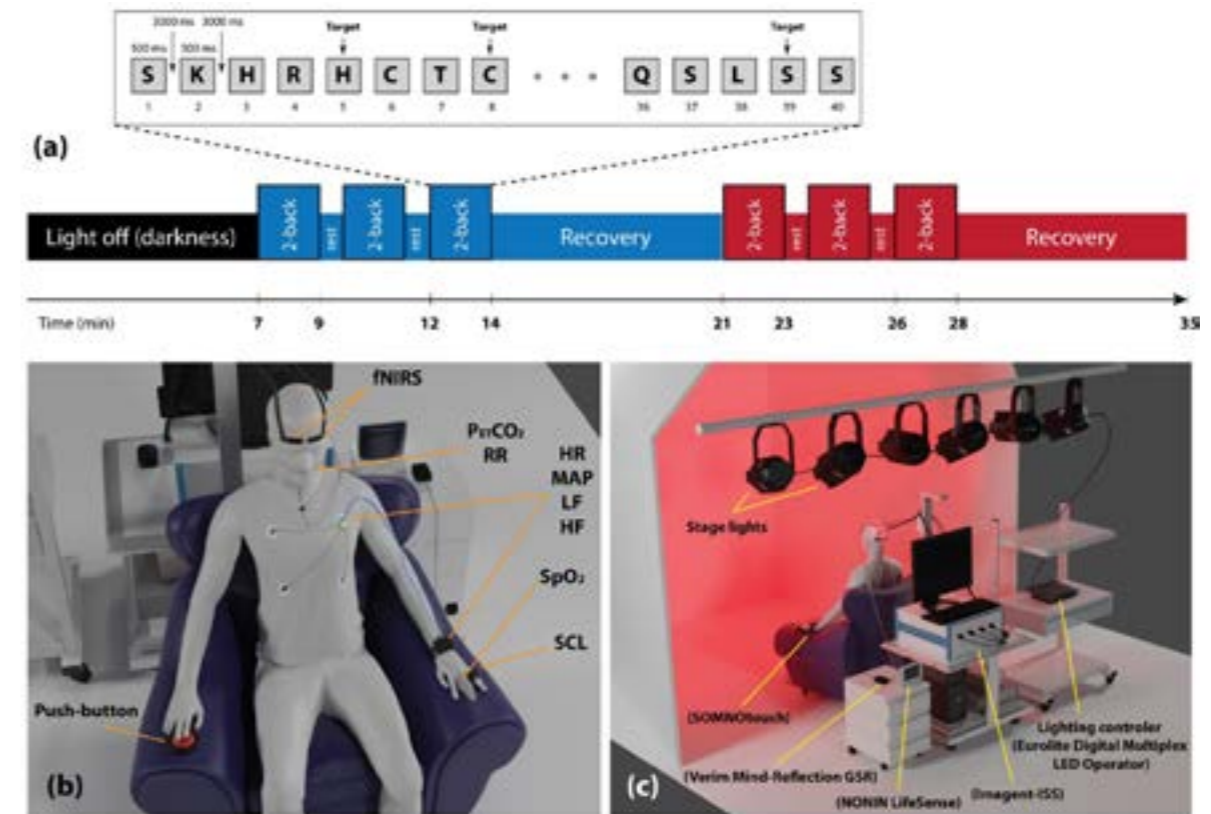 2000 ms 3000 ms
Target
Target
Target
500 ms
500 ms
S K H R H C T C . . . Q S L S S
1 2 3 4 5 6 7 8 36 37 38 39 40
(a)
Light off (darkness)
2-back
rest
2-back
rest
2-back
Recovery
2-back
rest
2-back
rest
2-back
Recovery
Time (min)
7 9 12 14 21 23 26 28 35
fNIRS
PETCO₂
RR
HR
MAP
LF
HF
SpO₂
SCL
Push-button
(b)
Stage lights
(SOMNOtouch)
(Verim Mind-Reflection GSR)
(NONIN LifeSense)
(Imagent-ISS)
Lighting controler
(Eurolite Digital Multiplex
LED Operator)
(c)